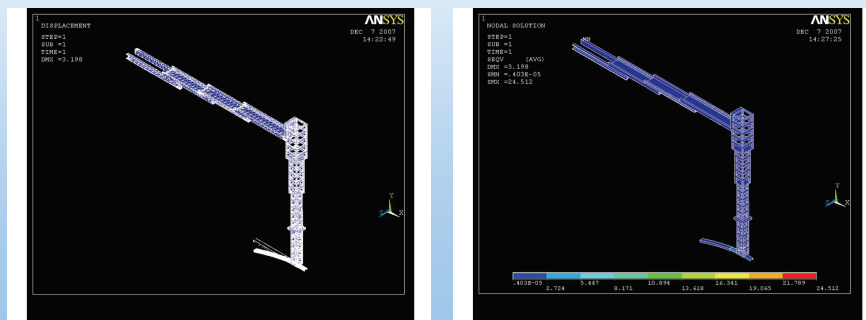 1
DISPLACEMENT
STEP=1
SUB =1
TIME=1
DMX =3.198
ANSYS
DEC 7 2007
14:22:49
Y
Z X
1
NODAL SOLUTION
STEP=1
SUB =1
TIME=1
SEQV (AVG)
DMX =3.198
SMN =.403E-05
SMX =24.512
ANSYS
DEC 7 2007
14:27:25
MN
Y
Z X
.403E-05 5.447 10.894 16.341 21.789
2.724 8.171 13.618 19.065 24.512